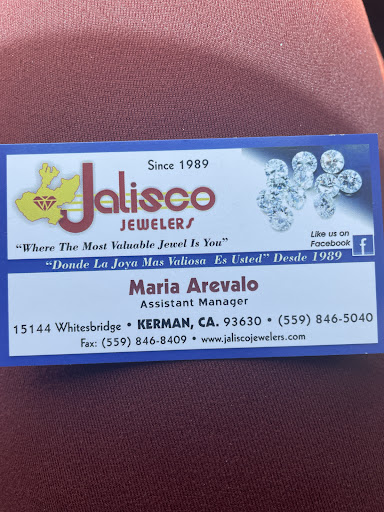 Since 1989
Jalisco
JEWELERS
"Where The Most Valuable Jewel Is You"
Like us on
Facebook f
"Donde La Joya Mas Valiosa Es Usted" Desde 1989
Maria Arevalo
Assistant Manager
15144 Whitesbridge • KERMAN, CA. 93630 • (559) 846-5040
Fax: (559) 846-8409 • www.jaliscojewelers.com